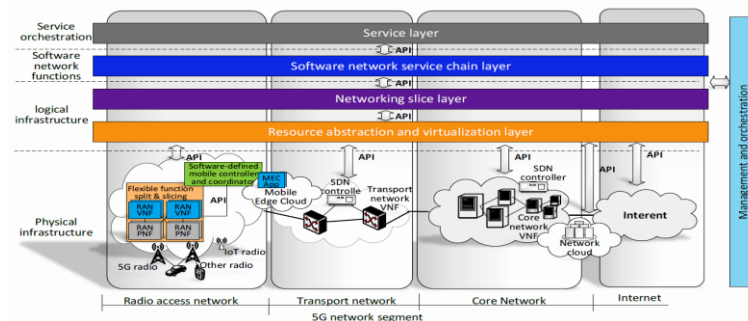 Service
orchestration
Service layer
API
Software
network
functions
Software network service chain layer
API
logical
infrastructure
Networking slice layer
API
Resource abstraction and virtualization layer
API
API
API
API
API
Management and orchestration
Physical
infrastructure
Software-defined
mobile controller
and coordinator
Flexible function
split & slicing
RAN
VNF
RAN
VNF
API
RAN
PNF
RAN
PNF
MEC
App
Mobile
Edge Cloud
SDN
controlle
Transport
network
VNF
SDN
controller
Core
network
VNF
Network
cloud
Interent
IoT radio
5G radio
Other radio
Radio access network
Transport network
Core Network
Internet
5G network segment